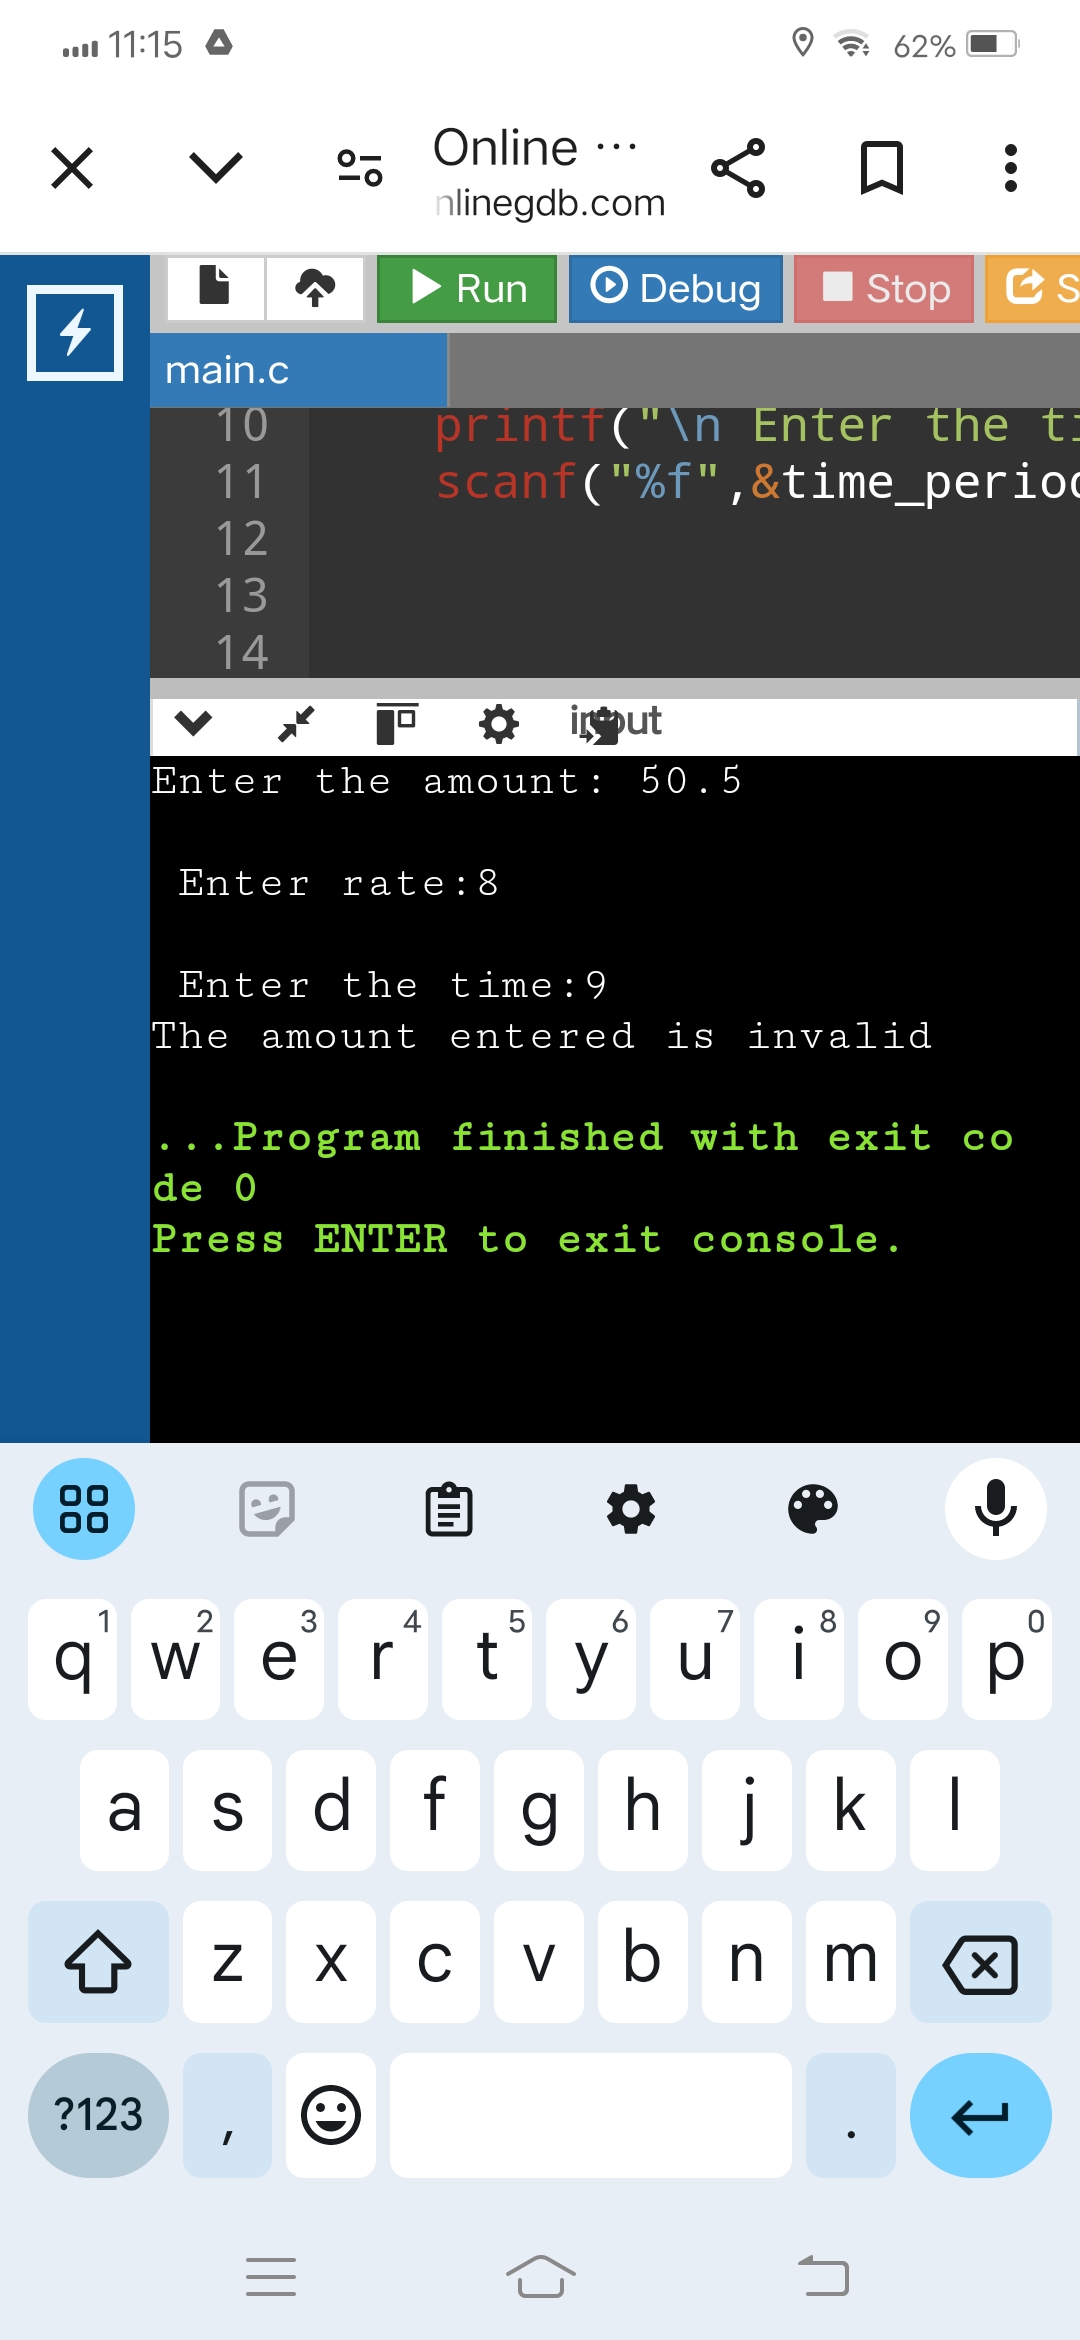 11:15 62%
Online ...
nlinegdb.com
Run Debug Stop S
main.c
10 printf("\n Enter the ti
11 scanf("%f",&time_perioc
12
13
14
input
Enter the amount: 50.5
Enter rate:8
Enter the time:9
The amount entered is invalid
...Program finished with exit co
de 0
Press ENTER to exit console.
1 2 3 4 5 6 7 8 9 0
q w e r t y u i o p
a s d f g h j k l
z x c v b n m
?123 , .